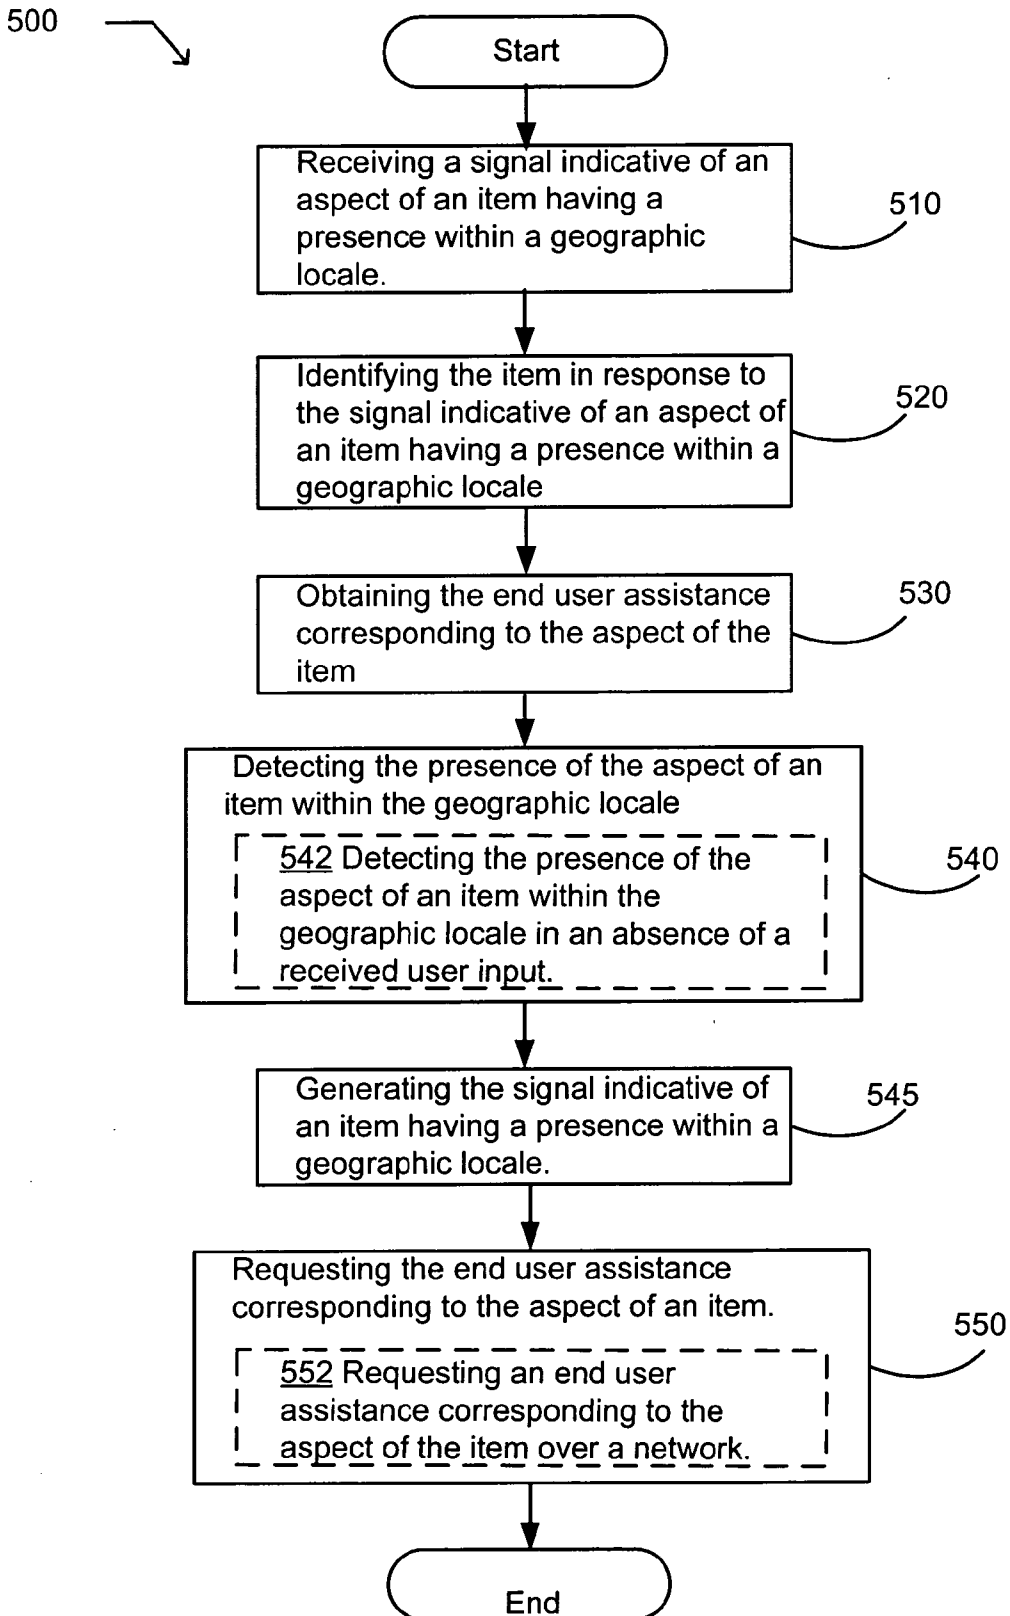 500
Start
Receiving a signal indicative of an
aspect of an item having a
presence within a geographic
locale.
510
Identifying the item in response to
the signal indicative of an aspect of
an item having a presence within a
geographic locale
520
Obtaining the end user assistance
corresponding to the aspect of the
item
530
Detecting the presence of the aspect of an
item within the geographic locale
542 Detecting the presence of the
aspect of an item within the
geographic locale in an absence of a
received user input.
540
Generating the signal indicative of
an item having a presence within a
geographic locale.
545
Requesting the end user assistance
corresponding to the aspect of an item.
552 Requesting an end user
assistance corresponding to the
aspect of the item over a network.
550
End